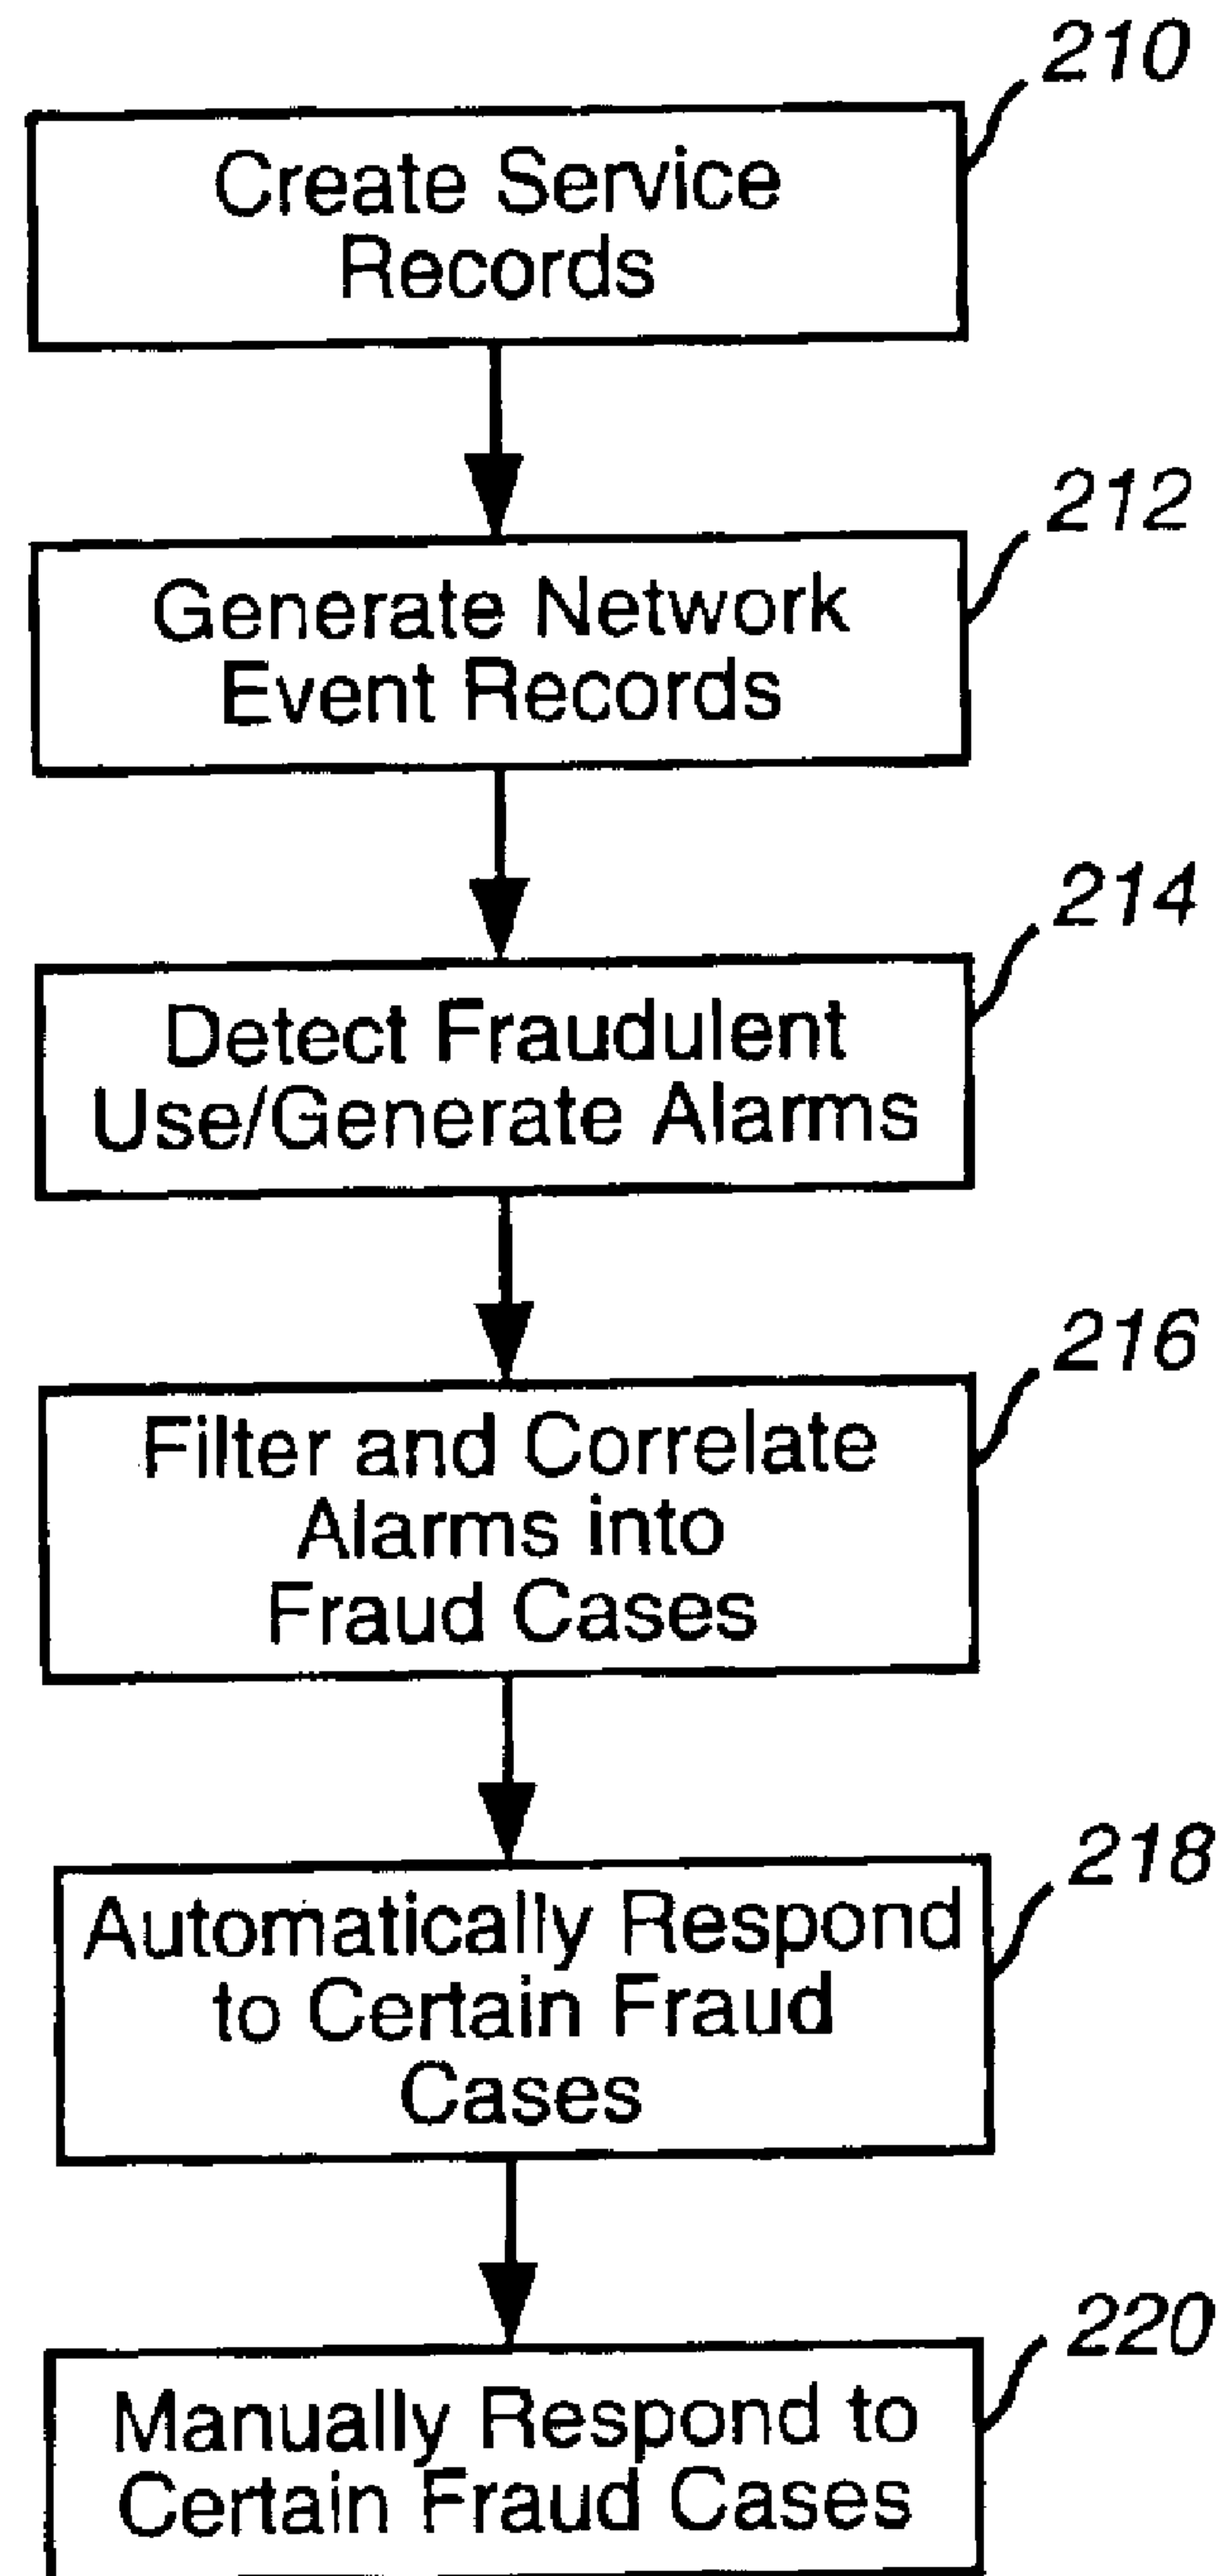 210
Create Service
Records
212
Generate Network
Event Records
214
Detect Fraudulent
Use/Generate Alarms
216
Filter and Correlate
Alarms into
Fraud Cases
218
Automatically Respond
to Certain Fraud
Cases
220
Manually Respond to
Certain Fraud Cases